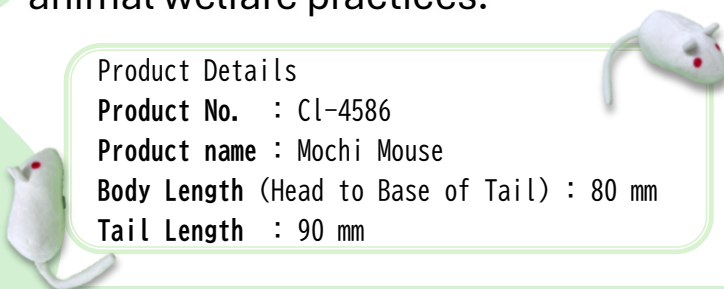 animal welfare practices.
Product Details
Product No. : Cl-4586
Product name : Mochi Mouse
Body Length (Head to Base of Tail) : 80 mm
Tail Length : 90 mm